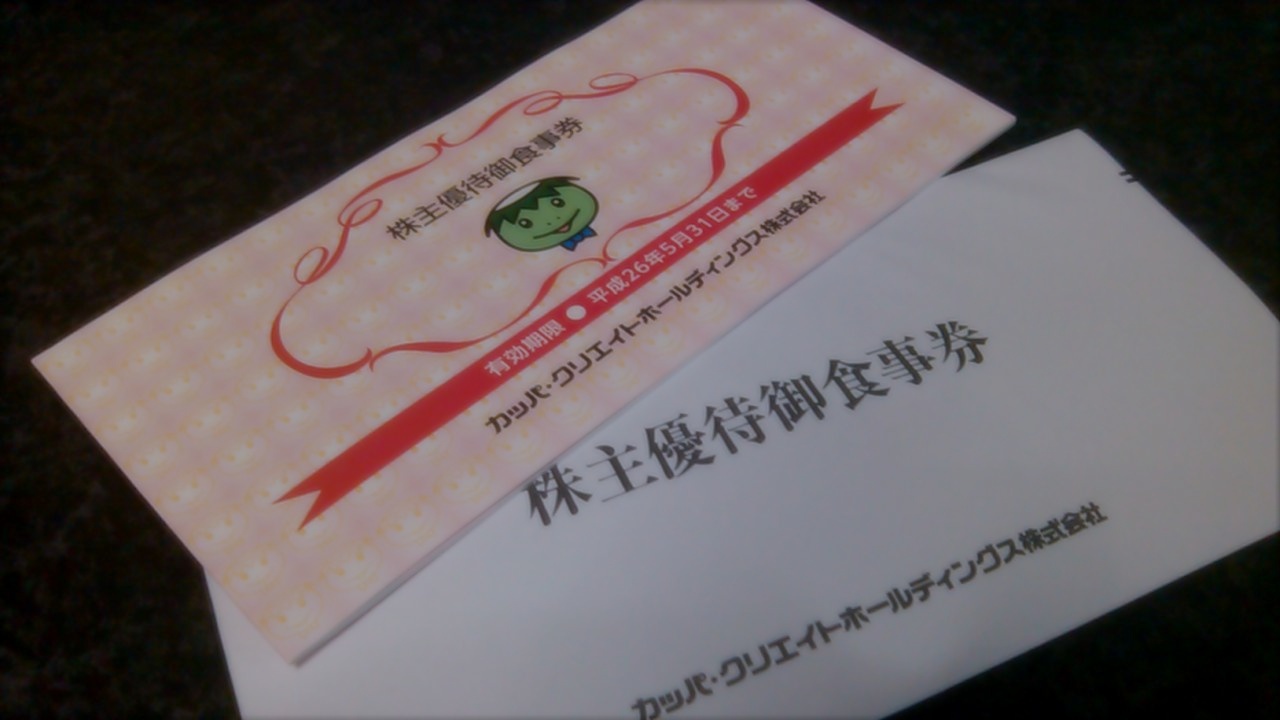 株主優待御食事券
有効期限●平成26年5月31日まで
カッパ・クリエイトホールディングス株式会社
株主優待御食事券
カッパ・クリエイトホールディングス株式会社